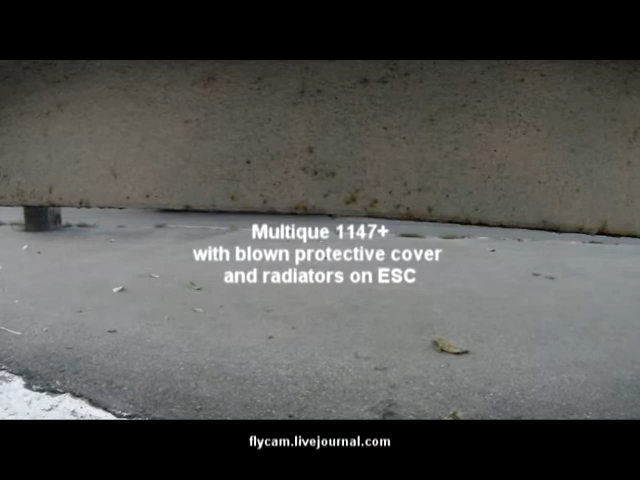 Multique 1147+
with blown protective cover
and radiators on ESC
flycam.livejournal.com